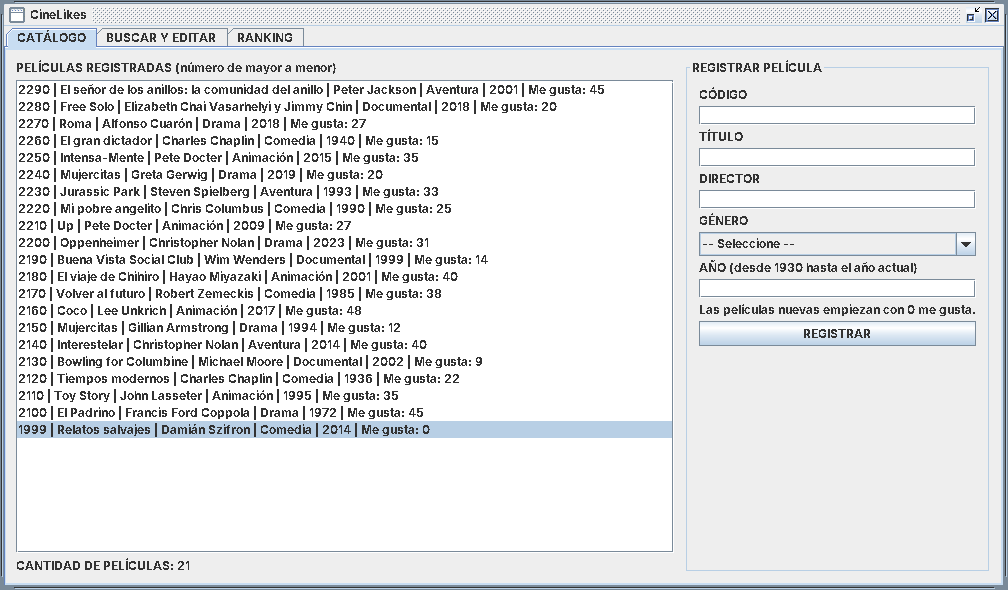 CineLikes
CATÁLOGO
BUSCAR Y EDITAR
RANKING
PELÍCULAS REGISTRADAS (número de mayor a menor)
2290 | El señor de los anillos: la comunidad del anillo | Peter Jackson | Aventura | 2001 | Me gusta: 45
2280 | Free Solo | Elizabeth Chai Vasarhelyi y Jimmy Chin | Documental | 2018 | Me gusta: 20
2270 | Roma | Alfonso Cuarón | Drama | 2018 | Me gusta: 27
2260 | El gran dictador | Charles Chaplin | Comedia | 1940 | Me gusta: 15
2250 | Intensa-Mente | Pete Docter | Animación | 2015 | Me gusta: 35
2240 | Mujercitas | Greta Gerwig | Drama | 2019 | Me gusta: 20
2230 | Jurassic Park | Steven Spielberg | Aventura | 1993 | Me gusta: 33
2220 | Mi pobre angelito | Chris Columbus | Comedia | 1990 | Me gusta: 25
2210 | Up | Pete Docter | Animación | 2009 | Me gusta: 27
2200 | Oppenheimer | Christopher Nolan | Drama | 2023 | Me gusta: 31
2190 | Buena Vista Social Club | Wim Wenders | Documental | 1999 | Me gusta: 14
2180 | El viaje de Chihiro | Hayao Miyazaki | Animación | 2001 | Me gusta: 40
2170 | Volver al futuro | Robert Zemeckis | Comedia | 1985 | Me gusta: 38
2160 | Coco | Lee Unkrich | Animación | 2017 | Me gusta: 48
2150 | Mujercitas | Gillian Armstrong | Drama | 1994 | Me gusta: 12
2140 | Interestelar | Christopher Nolan | Aventura | 2014 | Me gusta: 40
2130 | Bowling for Columbine | Michael Moore | Documental | 2002 | Me gusta: 9
2120 | Tiempos modernos | Charles Chaplin | Comedia | 1936 | Me gusta: 22
2110 | Toy Story | John Lasseter | Animación | 1995 | Me gusta: 35
2100 | El Padrino | Francis Ford Coppola | Drama | 1972 | Me gusta: 45
1999 | Relatos salvajes | Damián Szifron | Comedia | 2014 | Me gusta: 0
CANTIDAD DE PELÍCULAS: 21
REGISTRAR PELÍCULA
CÓDIGO
TÍTULO
DIRECTOR
GÉNERO
-- Seleccione --
AÑO (desde 1930 hasta el año actual)
Las películas nuevas empiezan con 0 me gusta.
REGISTRAR